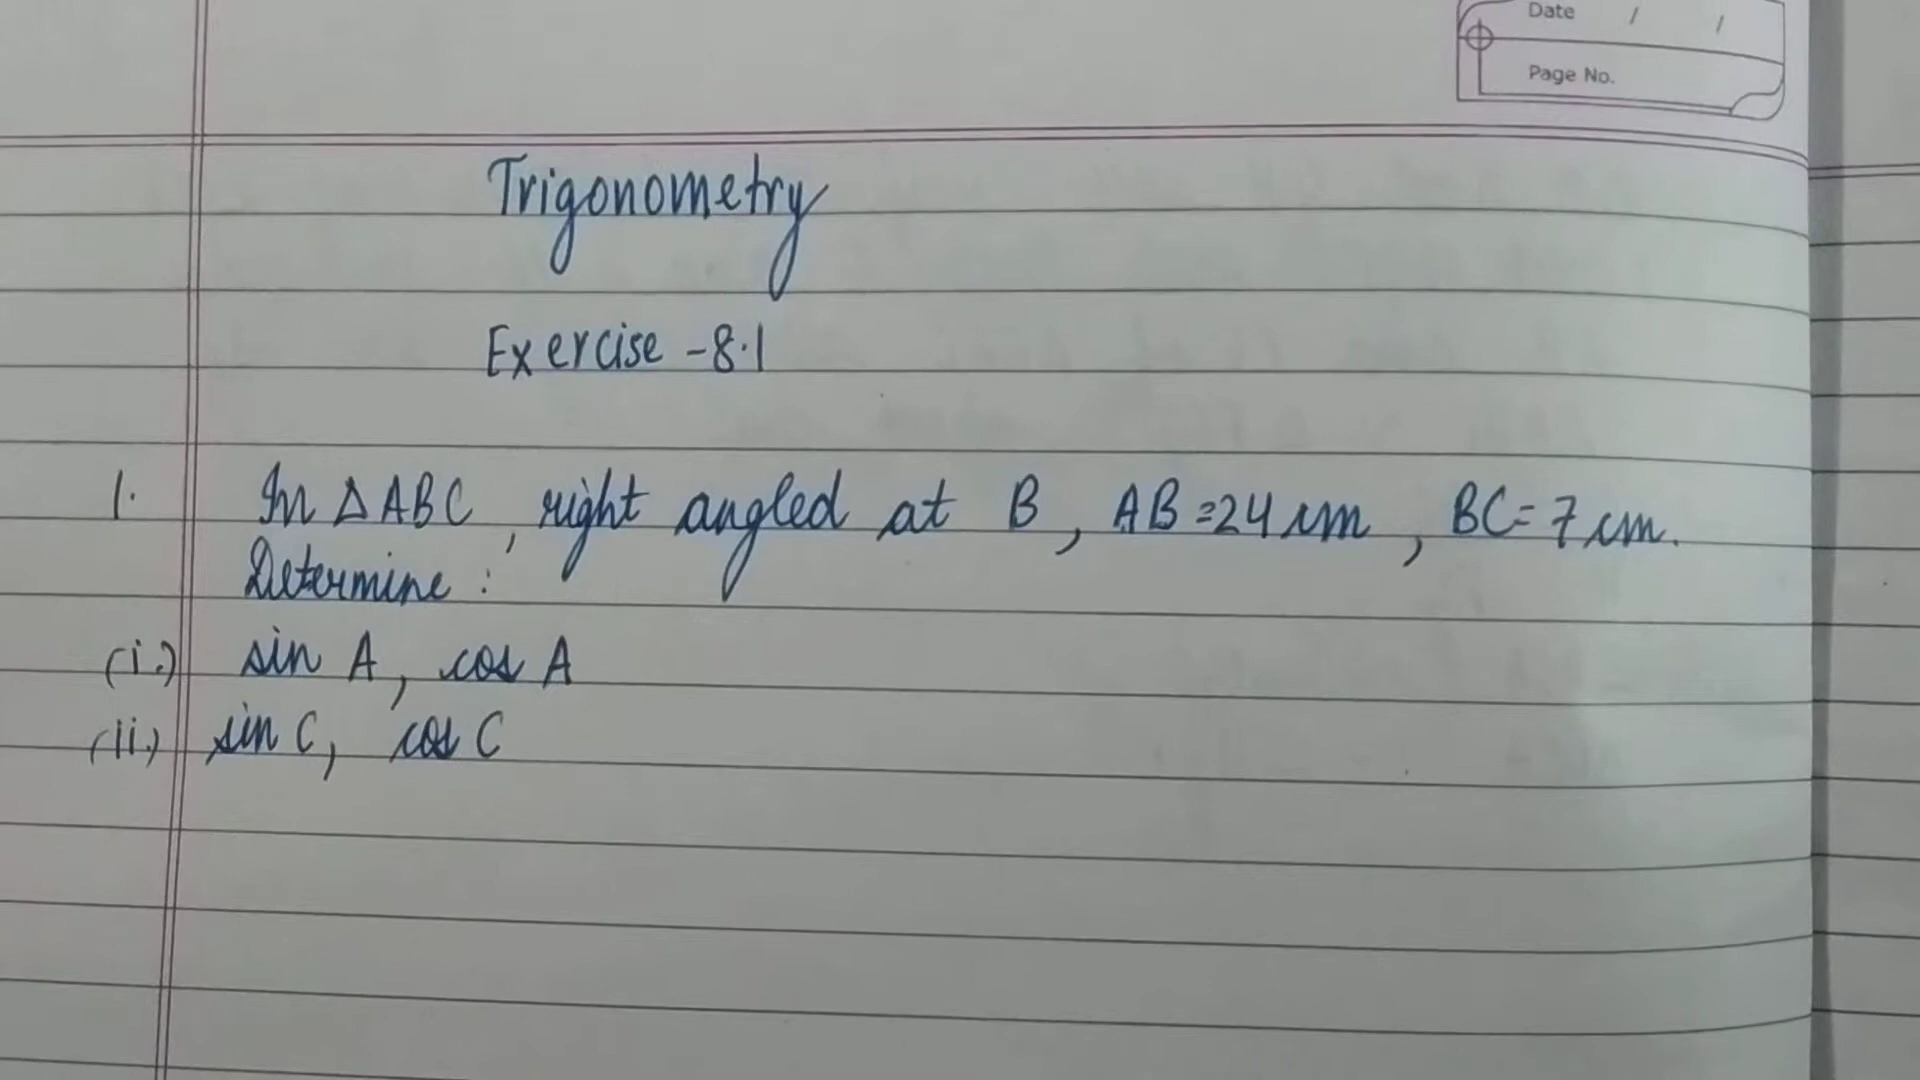 Date / /
Page No.
Trigonometry
Exercise - 8.1
1. In △ABC, right angled at B, AB = 24 cm, BC = 7 cm.
Determine :
(i.) sin A, cos A
(ii.) sin C, cos C